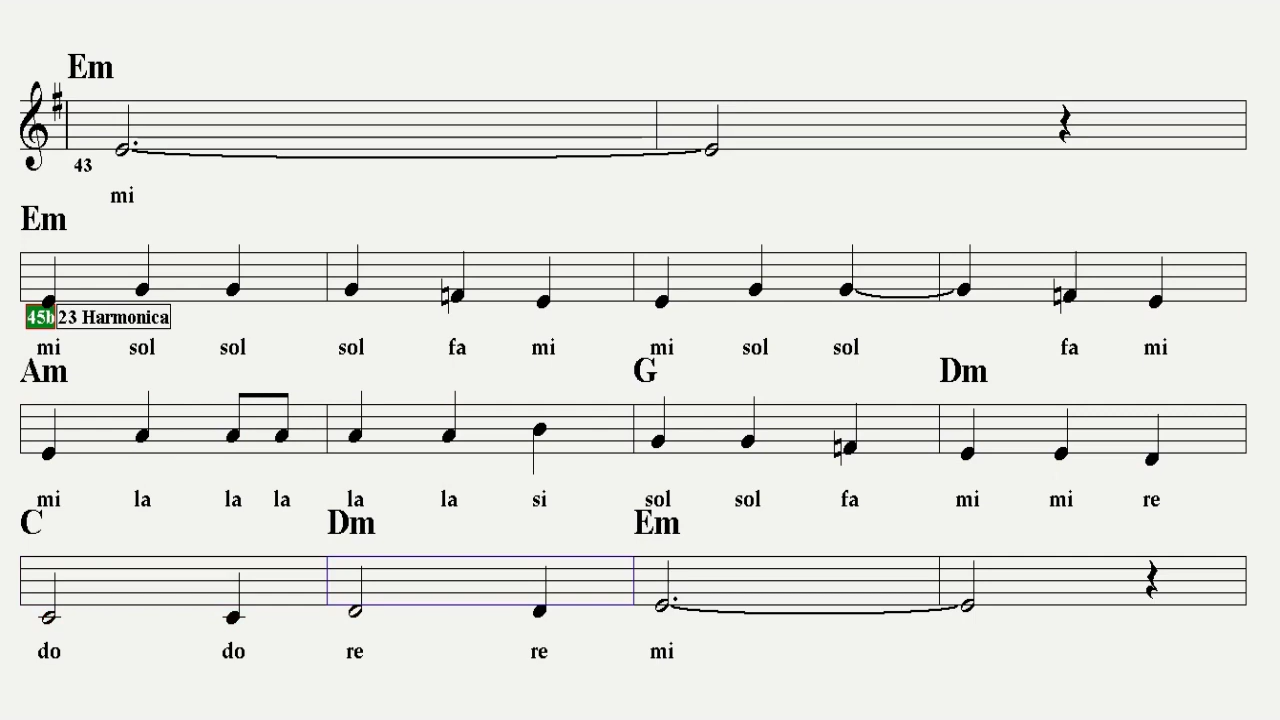 Em
43
mi
Em
45b 23 Harmonica
mi sol sol sol fa mi mi sol sol fa mi
Am G Dm
mi la la la la la si sol sol fa mi mi re
C Dm Em
do do re re mi